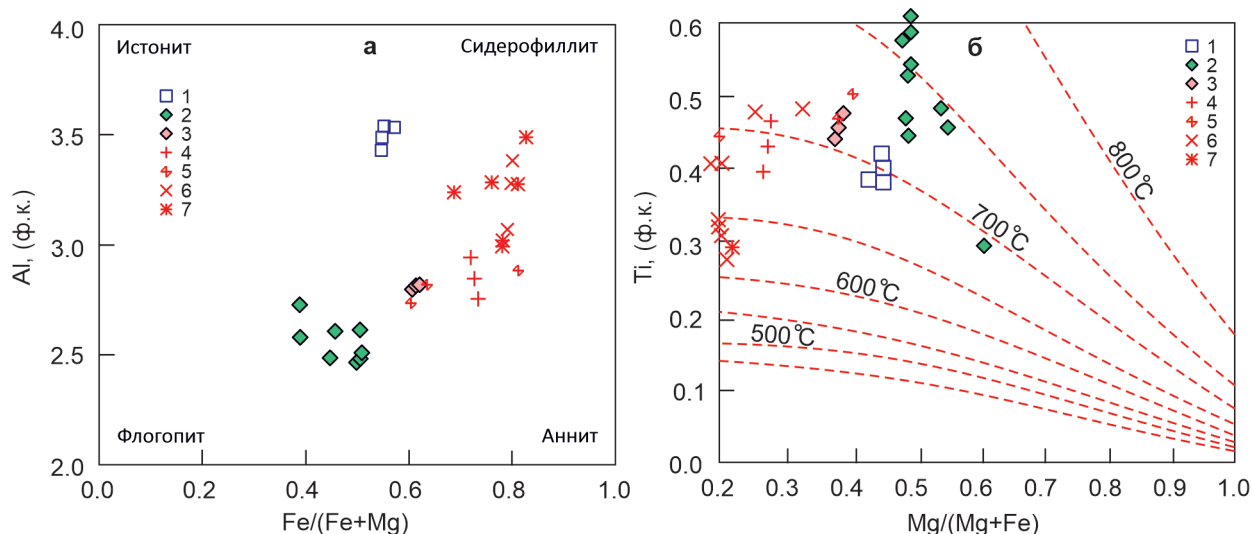 а
Истонит
Сидерофиллит
1
2
3
4
5
6
7
Флогопит
Аннит
4.0
3.5
3.0
2.5
2.0
Al, (ф.к.)
0.0
0.2
0.4
0.6
0.8
1.0
Fe/(Fe+Mg)
б
1
2
3
4
5
6
7
800°C
700°C
600°C
500°C
0.6
0.5
0.4
0.3
0.2
0.1
0.0
Ti, (ф.к.)
0.2
0.3
0.4
0.5
0.6
0.7
0.8
0.9
1.0
Mg/(Mg+Fe)